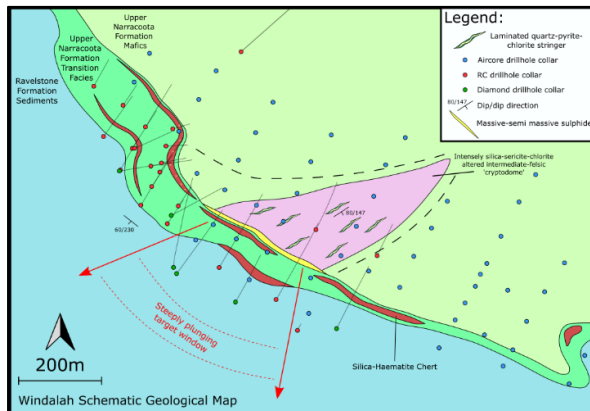 Upper
Narracoota
Formation
Mafics
Upper
Narracoota
Formation
Transition
Facies
Ravelstone
Formation
Sediments
Legend:
Laminated quartz-pyrite-
chlorite stringer
Aircore drillhole collar
RC drillhole collar
Diamond drillhole collar
80/147
Dip/dip direction
Massive-semi massive sulphide
Intensely silica-sericite-chlorite
altered intermediate-felsic
'cryptodome'
80/147
60/230
Steeply plunging
target window
200m
Silica-Haematite Chert
Windalah Schematic Geological Map